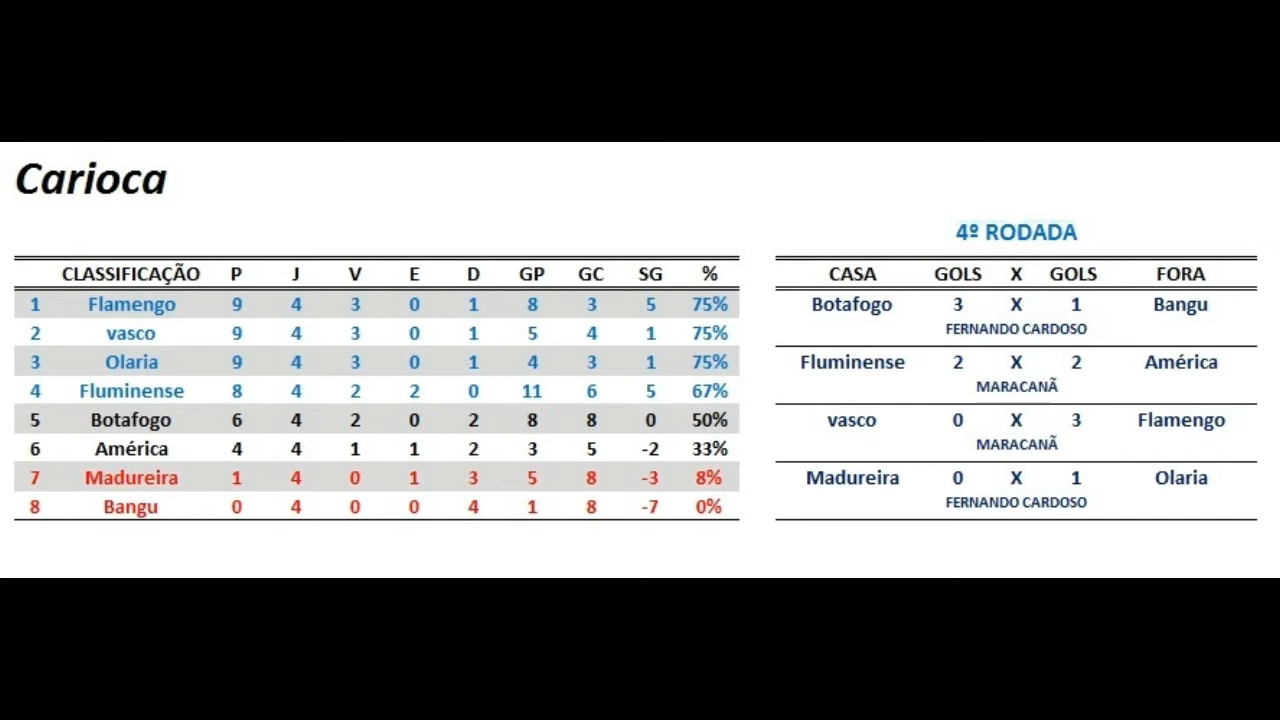 Carioca
CLASSIFICAÇÃO P J V E D GP GC SG %
1 Flamengo 9 4 3 0 1 8 3 5 75%
2 vasco 9 4 3 0 1 5 4 1 75%
3 Olaria 9 4 3 0 1 4 3 1 75%
4 Fluminense 8 4 2 2 0 11 6 5 67%
5 Botafogo 6 4 2 0 2 8 8 0 50%
6 América 4 4 1 1 2 3 5 -2 33%
7 Madureira 1 4 0 1 3 5 8 -3 8%
8 Bangu 0 4 0 0 4 1 8 -7 0%
4º RODADA
CASA GOLS X GOLS FORA
Botafogo 3 X 1 Bangu
FERNANDO CARDOSO
Fluminense 2 X 2 América
MARACANÃ
vasco 0 X 3 Flamengo
MARACANÃ
Madureira 0 X 1 Olaria
FERNANDO CARDOSO